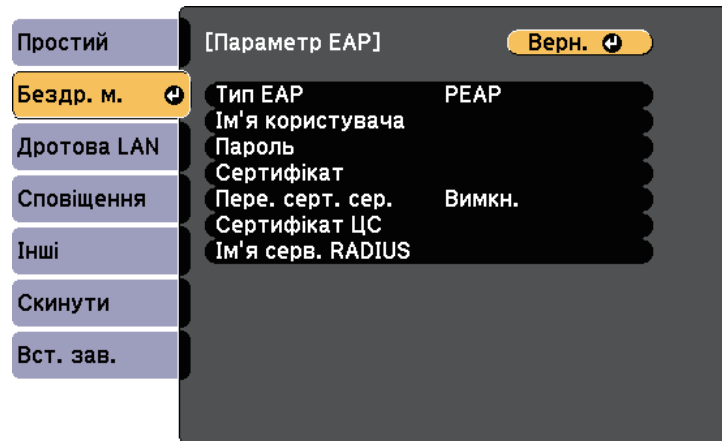 Простий
Бездр. м.
Дротова LAN
Сповіщення
Інші
Скинути
Вст. зав.
[Параметр EAP]
Верн.
Тип EAP PEAP
Ім'я користувача
Пароль
Сертифікат
Пере. серт. сер. Вимкн.
Сертифікат ЦС
Ім'я серв. RADIUS